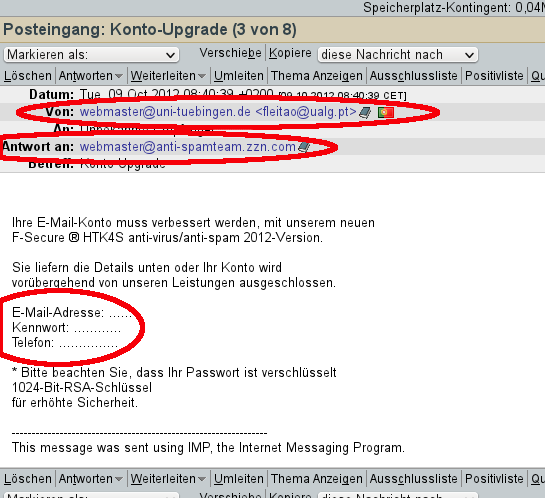 Speicherplatz-Kontingent: 0,04M
Posteingang: Konto-Upgrade (3 von 8)
Markieren als: Verschiebe | Kopiere diese Nachricht nach
Löschen | Antworten | Weiterleiten | Umleiten | Thema Anzeigen | Ausschlussliste | Positivliste | Qu
Datum: Tue, 09 Oct 2012 08:40:39 +0200 [09.10.2012 08:40:39 CET]
Von: webmaster@uni-tuebingen.de <fleitao@ualg.pt>
An:
Antwort an: webmaster@anti-spamteam.zzn.com
Betreff: Konto-Upgrade
Ihre E-Mail-Konto muss verbessert werden, mit unserem neuen
F-Secure ® HTK4S anti-virus/anti-spam 2012-Version.
Sie liefern die Details unten oder Ihr Konto wird
vorübergehend von unseren Leistungen ausgeschlossen.
E-Mail-Adresse: ......
Kennwort: ............
Telefon: ...............
* Bitte beachten Sie, dass Ihr Passwort ist verschlüsselt
1024-Bit-RSA-Schlüssel
für erhöhte Sicherheit.
----------------------------------------------------------------
This message was sent using IMP, the Internet Messaging Program.
Löschen | Antworten | Weiterleiten | Umleiten | Thema Anzeigen | Ausschlussliste | Positivliste | Qu
Markieren als: Verschiebe | Kopiere diese Nachricht nach